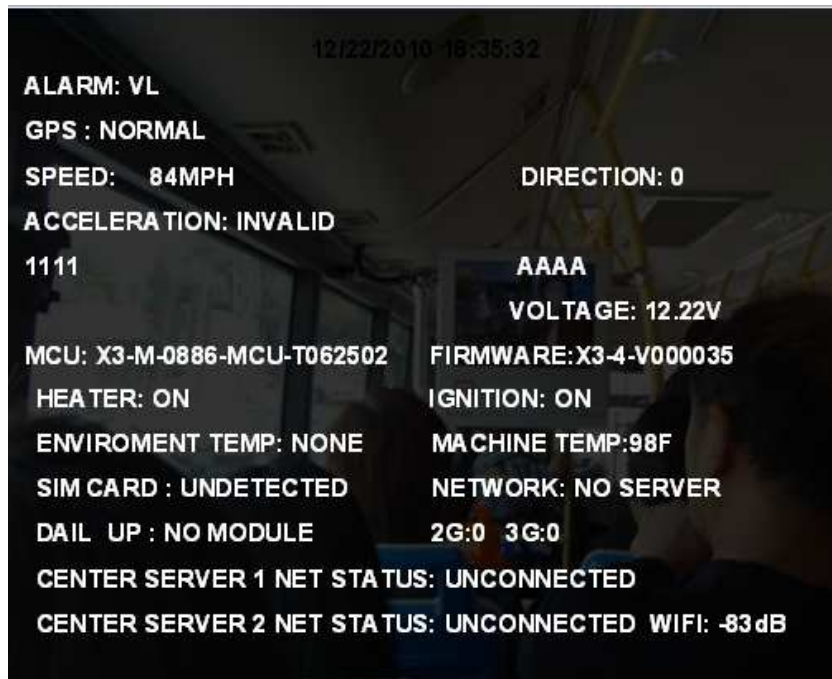 12/22/2010 16:35:32
ALARM: VL
GPS : NORMAL
SPEED: 84MPH DIRECTION: 0
ACCELERATION: INVALID
1111 AAAA
VOLTAGE: 12.22V
MCU: X3-M-0886-MCU-T062502 FIRMWARE:X3-4-V000035
HEATER: ON IGNITION: ON
ENVIROMENT TEMP: NONE MACHINE TEMP:98F
SIM CARD : UNDETECTED NETWORK: NO SERVER
DAIL UP : NO MODULE 2G:0 3G:0
CENTER SERVER 1 NET STATUS: UNCONNECTED
CENTER SERVER 2 NET STATUS: UNCONNECTED WIFI: -83dB